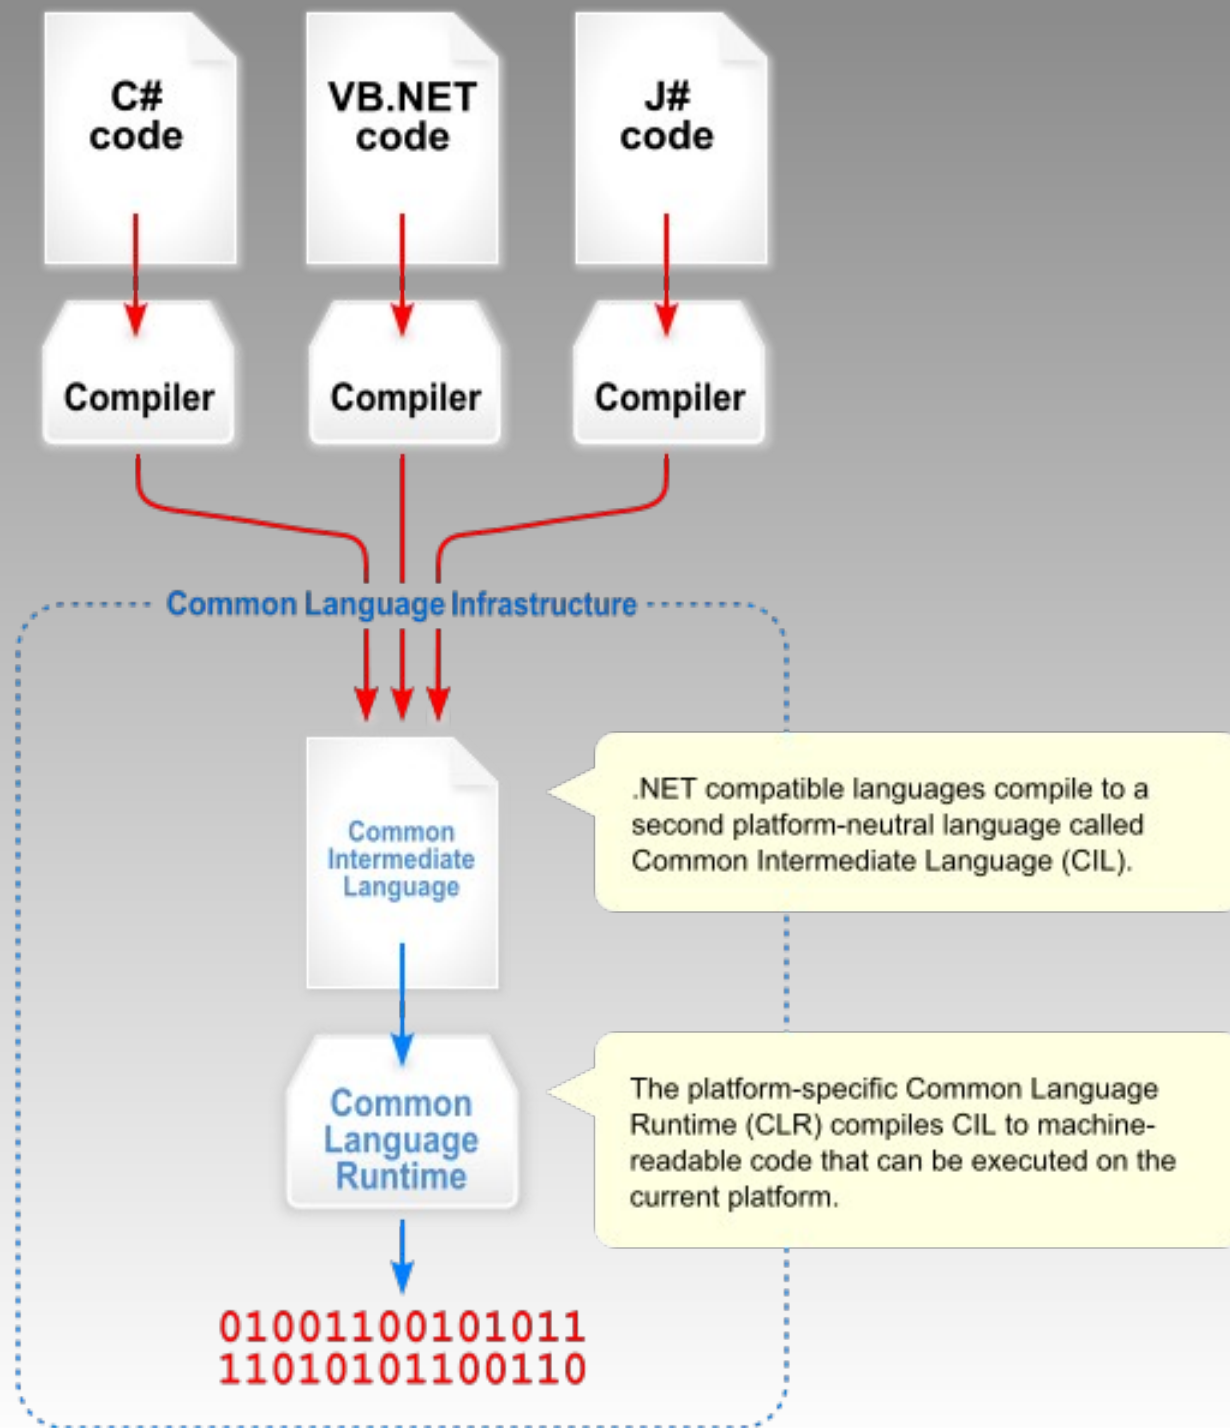 C#
code
VB.NET
code
J#
code
Compiler
Compiler
Compiler
Common Language Infrastructure
Common
Intermediate
Language
.NET compatible languages compile to a
second platform-neutral language called
Common Intermediate Language (CIL).
Common
Language
Runtime
The platform-specific Common Language
Runtime (CLR) compiles CIL to machine-
readable code that can be executed on the
current platform.
01001100101011
11010101100110